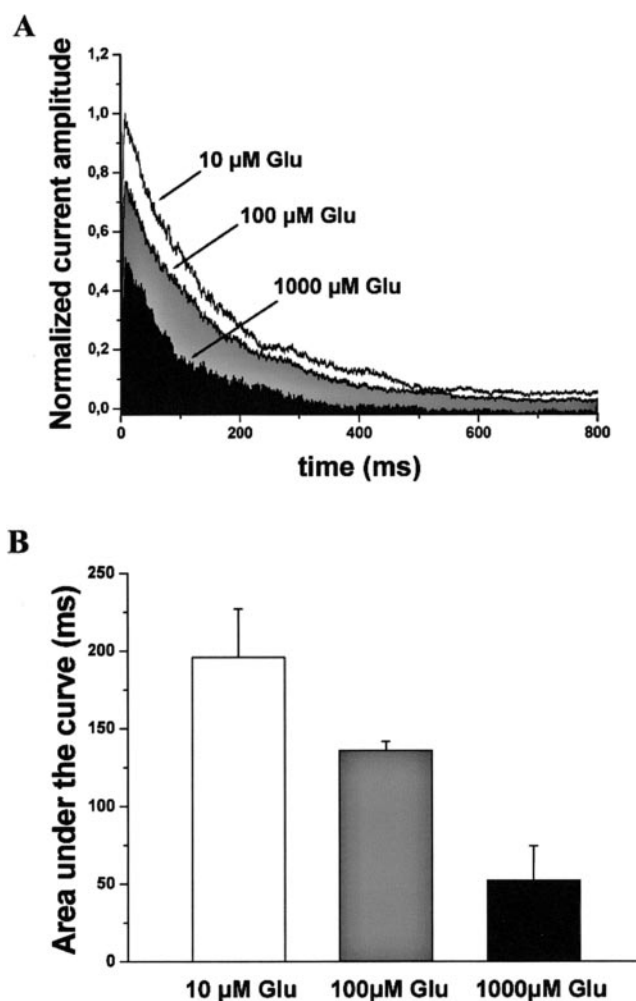 A
Normalized current amplitude
1,2
1,0
0,8
0,6
0,4
0,2
0,0
10 µM Glu
100 µM Glu
1000 µM Glu
0
200
400
600
800
time (ms)
B
Area under the curve (ms)
250
200
150
100
50
0
10 µM Glu
100µM Glu
1000µM Glu